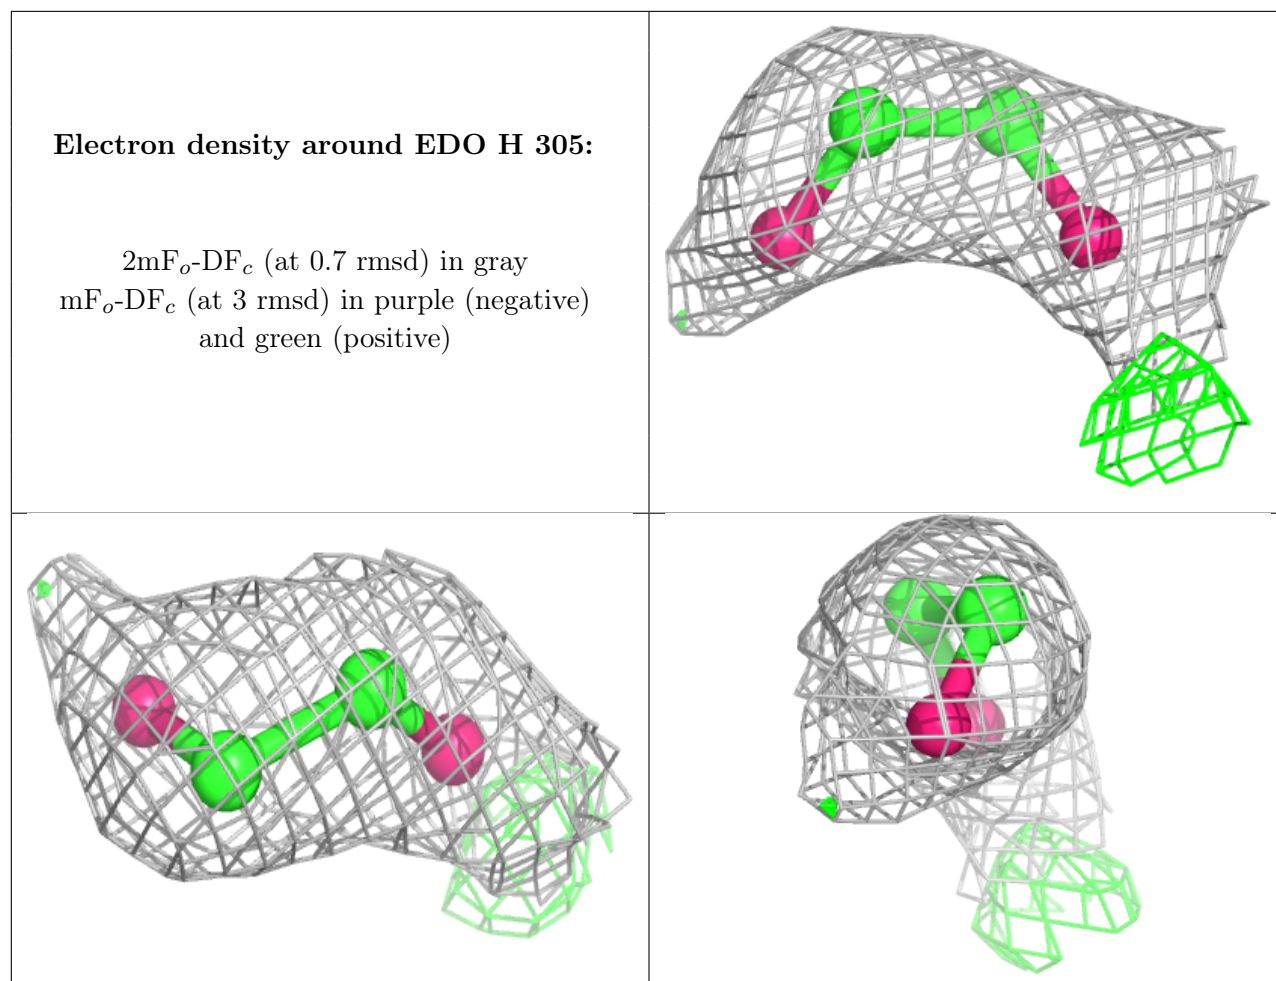 Electron density around EDO H 305:
2mFo-DFc (at 0.7 rmsd) in gray
mFo-DFc (at 3 rmsd) in purple (negative)
and green (positive)